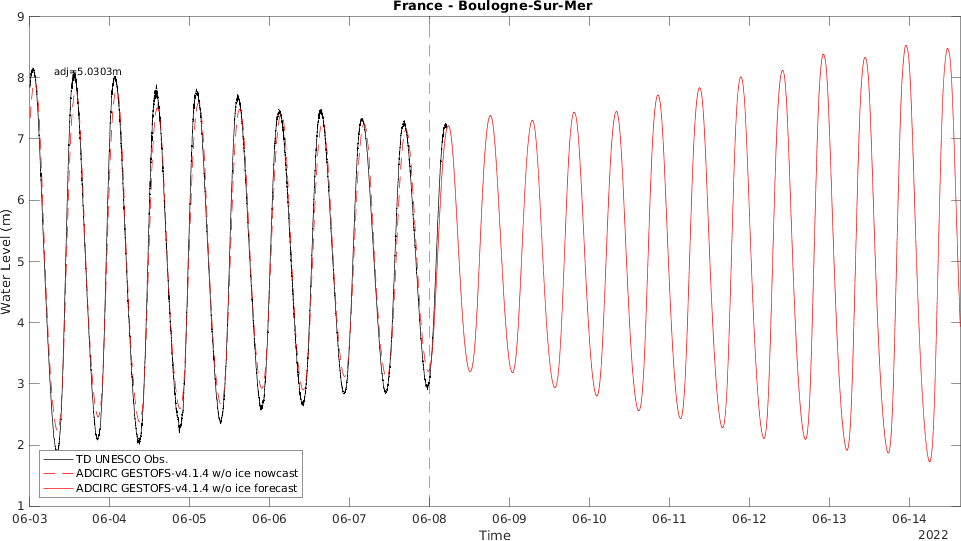 France - Boulogne-Sur-Mer
9
8
7
6
5
4
3
2
1
Water Level (m)
adj=5.0303m
TD UNESCO Obs.
ADCIRC GESTOFS-v4.1.4 w/o ice nowcast
ADCIRC GESTOFS-v4.1.4 w/o ice forecast
06-03 06-04 06-05 06-06 06-07 06-08 06-09 06-10 06-11 06-12 06-13 06-14
Time
2022